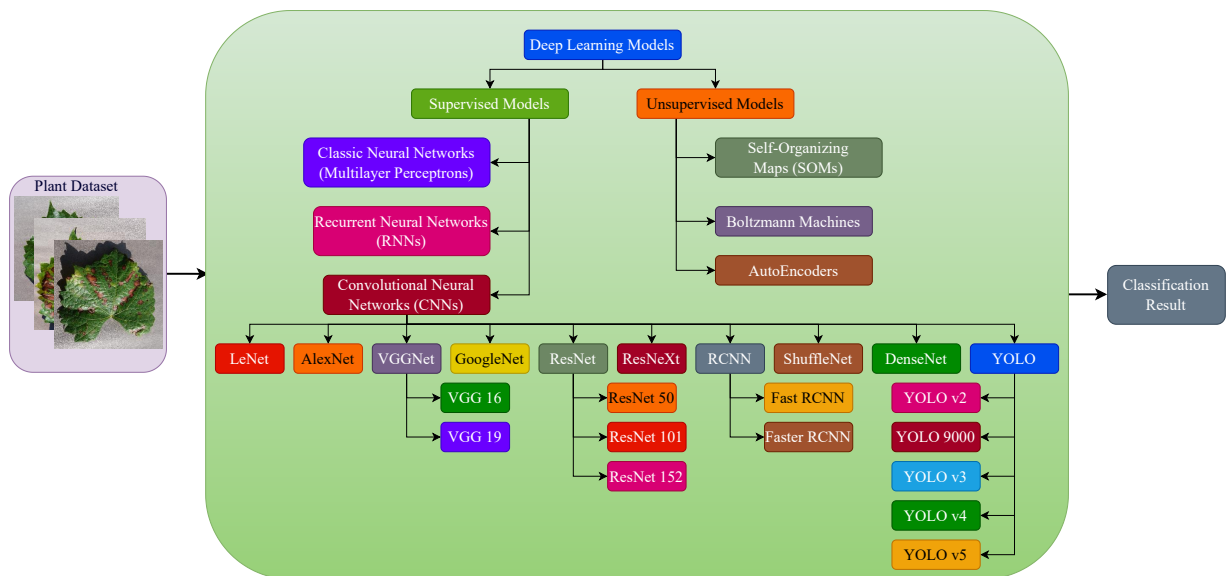 Deep Learning Models
Supervised Models
Unsupervised Models
Classic Neural Networks
(Multilayer Perceptrons)
Self-Organizing
Maps (SOMs)
Plant Dataset
Recurrent Neural Networks
(RNNs)
Boltzmann Machines
Convolutional Neural
Networks (CNNs)
AutoEncoders
Classification
Result
LeNet
AlexNet
VGGNet
GoogleNet
ResNet
ResNeXt
RCNN
ShuffleNet
DenseNet
YOLO
VGG 16
ResNet 50
Fast RCNN
YOLO v2
VGG 19
ResNet 101
Faster RCNN
YOLO 9000
ResNet 152
YOLO v3
YOLO v4
YOLO v5